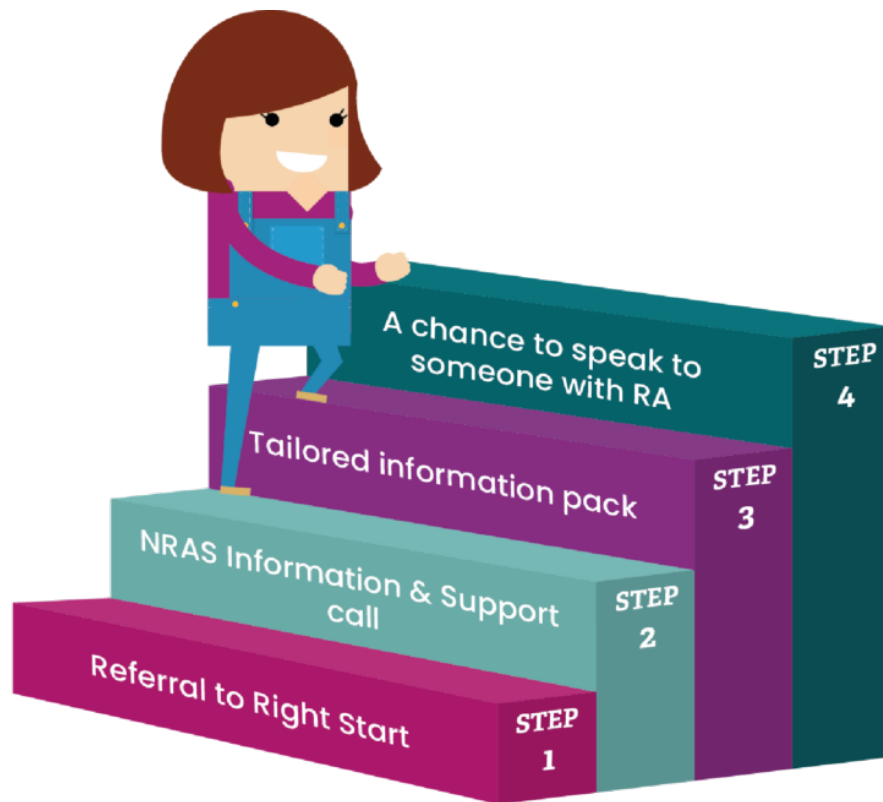 A chance to speak to
someone with RA
STEP
4
Tailored information pack
STEP
3
NRAS Information & Support
call
STEP
2
Referral to Right Start
STEP
1